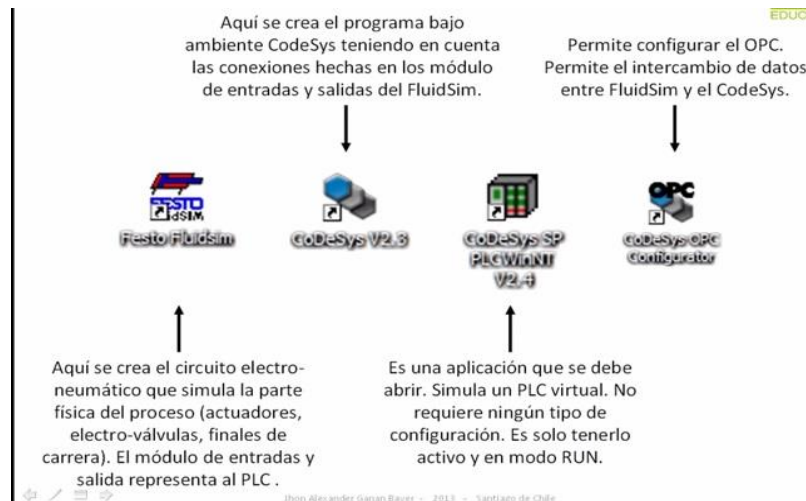 EDUC
Aquí se crea el programa bajo
ambiente CodeSys teniendo en cuenta
las conexiones hechas en los módulo
de entradas y salidas del FluidSim.
Permite configurar el OPC.
Permite el intercambio de datos
entre FluidSim y el CodeSys.
FESTO
Festo Fluidsim
CoDeSys V2.3
CoDeSys SP
PLCWinNT
V2.4
OPC
CoDeSys OPC
Configurator
Aquí se crea el circuito electro-
neumático que simula la parte
física del proceso (actuadores,
electro-válvulas, finales de
carrera). El módulo de entradas y
salida representa al PLC .
Es una aplicación que se debe
abrir. Simula un PLC virtual. No
requiere ningún tipo de
configuración. Es solo tenerlo
activo y en modo RUN.
Jhon Alexander Ganan Bayer - 2013 - Santiago de Chile